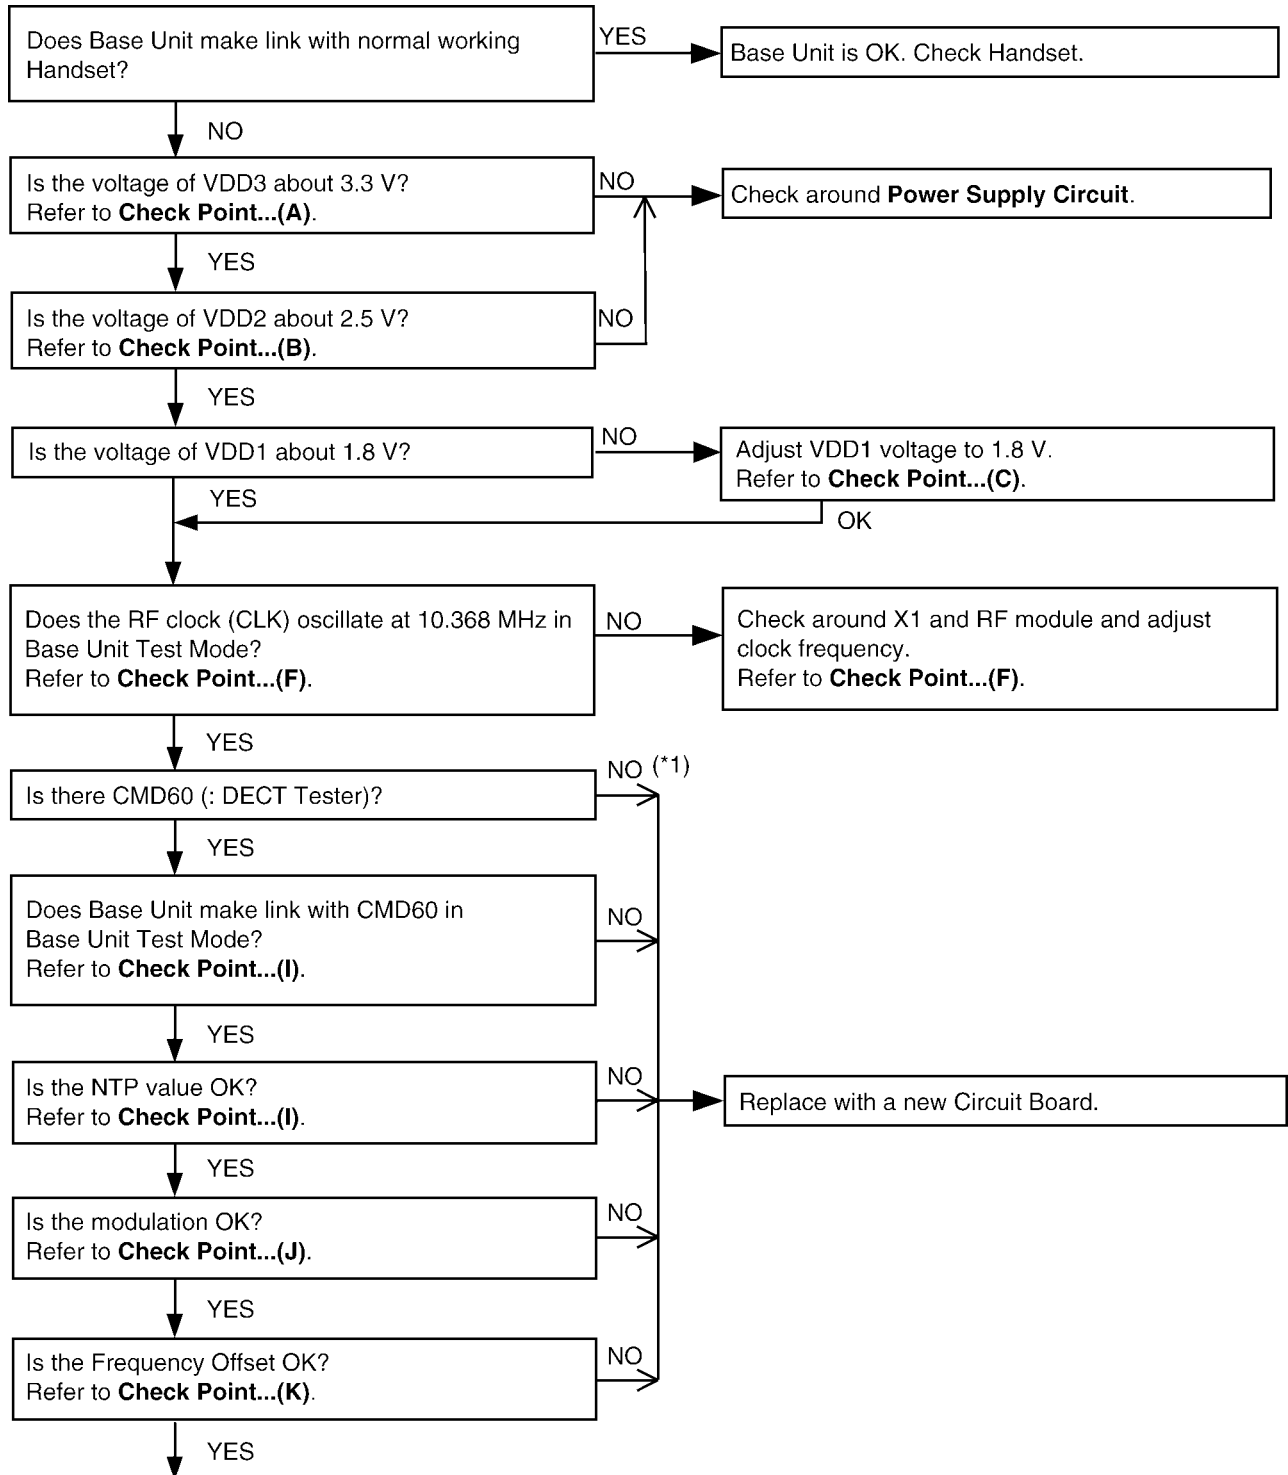 Does Base Unit make link with normal working
Handset?
YES
Base Unit is OK. Check Handset.
NO
Is the voltage of VDD3 about 3.3 V?
Refer to Check Point...(A).
NO
Check around Power Supply Circuit.
YES
Is the voltage of VDD2 about 2.5 V?
Refer to Check Point...(B).
NO
YES
Is the voltage of VDD1 about 1.8 V?
NO
Adjust VDD1 voltage to 1.8 V.
Refer to Check Point...(C).
YES
OK
Does the RF clock (CLK) oscillate at 10.368 MHz in
Base Unit Test Mode?
Refer to Check Point...(F).
NO
Check around X1 and RF module and adjust
clock frequency.
Refer to Check Point...(F).
YES
Is there CMD60 (: DECT Tester)?
NO (*1)
YES
Does Base Unit make link with CMD60 in
Base Unit Test Mode?
Refer to Check Point...(I).
NO
YES
Is the NTP value OK?
Refer to Check Point...(I).
NO
Replace with a new Circuit Board.
YES
Is the modulation OK?
Refer to Check Point...(J).
NO
YES
Is the Frequency Offset OK?
Refer to Check Point...(K).
NO
YES